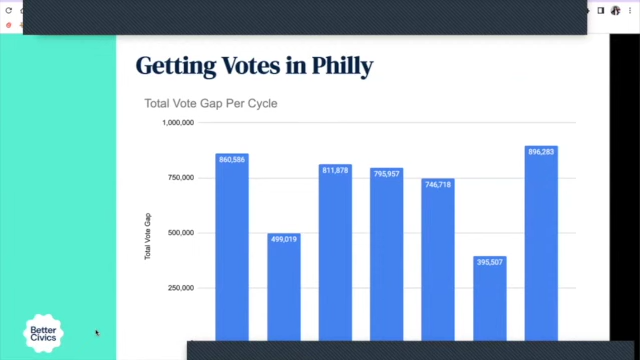 Getting Votes in Philly
Total Vote Gap Per Cycle
1,000,000
750,000
500,000
250,000
Total Vote Gap
860,586
499,019
811,878
795,957
746,718
395,507
896,283
Better
Civics